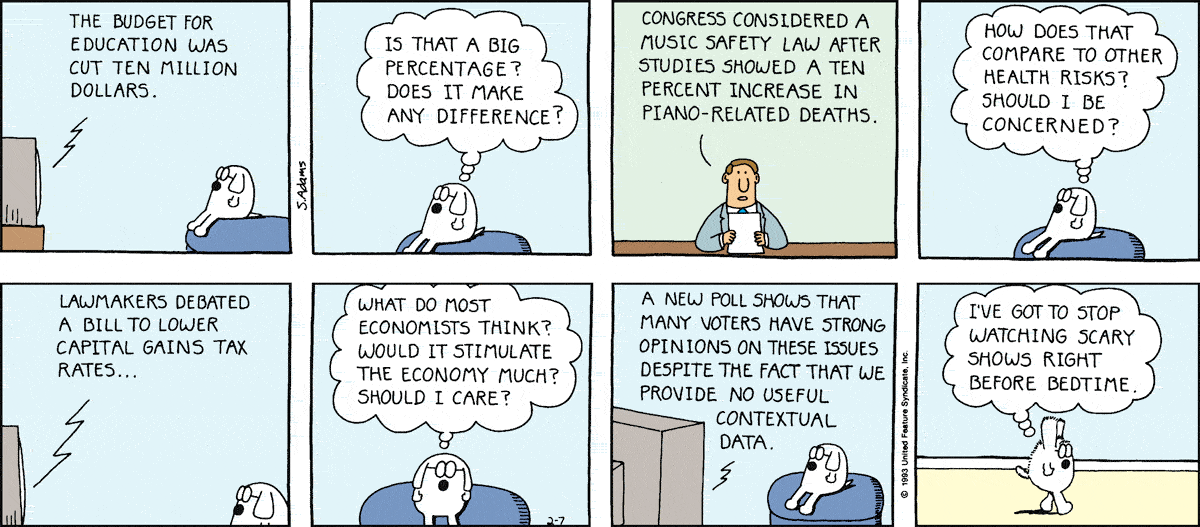 THE BUDGET FOR
EDUCATION WAS
CUT TEN MILLION
DOLLARS.
S.Adams
IS THAT A BIG
PERCENTAGE?
DOES IT MAKE
ANY DIFFERENCE?
CONGRESS CONSIDERED A
MUSIC SAFETY LAW AFTER
STUDIES SHOWED A TEN
PERCENT INCREASE IN
PIANO-RELATED DEATHS.
HOW DOES THAT
COMPARE TO OTHER
HEALTH RISKS?
SHOULD I BE
CONCERNED?
LAWMAKERS DEBATED
A BILL TO LOWER
CAPITAL GAINS TAX
RATES...
WHAT DO MOST
ECONOMISTS THINK?
WOULD IT STIMULATE
THE ECONOMY MUCH?
SHOULD I CARE?
2-7
A NEW POLL SHOWS THAT
MANY VOTERS HAVE STRONG
OPINIONS ON THESE ISSUES
DESPITE THE FACT THAT WE
PROVIDE NO USEFUL
CONTEXTUAL
DATA.
© 1993 United Feature Syndicate, Inc.
I'VE GOT TO STOP
WATCHING SCARY
SHOWS RIGHT
BEFORE BEDTIME.